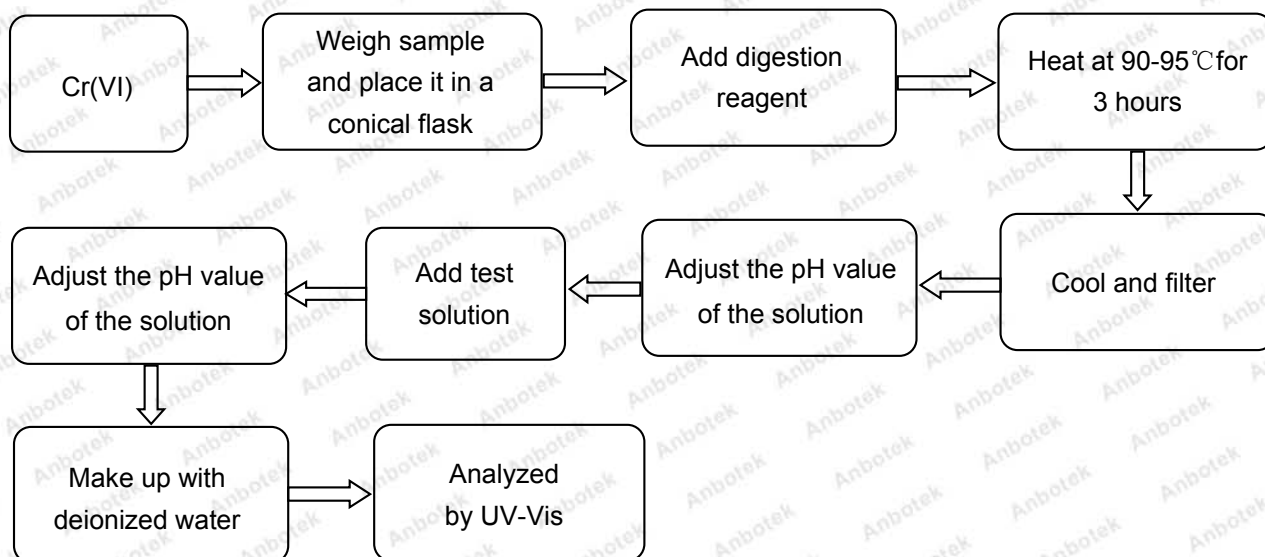 Cr(VI)
Weigh sample
and place it in a
conical flask
Add digestion
reagent
Heat at 90-95℃for
3 hours
Cool and filter
Adjust the pH value
of the solution
Add test
solution
Adjust the pH value
of the solution
Make up with
deionized water
Analyzed
by UV-Vis
Anbotek